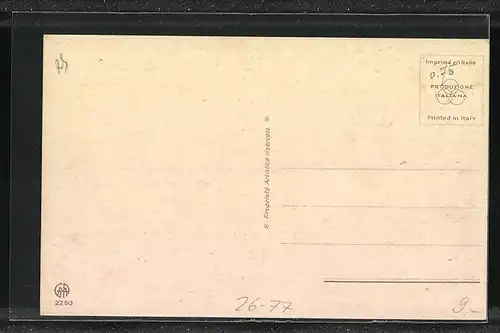 Imprimé en Italie
0.75
PRODUZIONE
ITALIANA
Printed in Italy
Proprietà Artistica riservata
2250
26-77
9.-